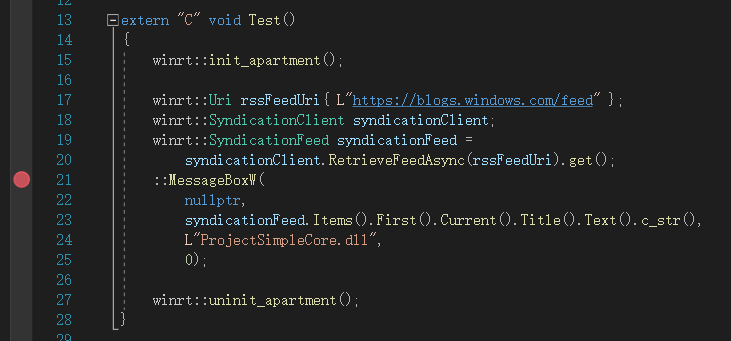 12
13 extern "C" void Test()
14 {
15 winrt::init_apartment();
16
17 winrt::Uri rssFeedUri{ L"https://blogs.windows.com/feed" };
18 winrt::SyndicationClient syndicationClient;
19 winrt::SyndicationFeed syndicationFeed =
20 syndicationClient.RetrieveFeedAsync(rssFeedUri).get();
21 ::MessageBoxW(
22 nullptr,
23 syndicationFeed.Items().First().Current().Title().Text().c_str(),
24 L"ProjectSimpleCore.dll",
25 0);
26
27 winrt::uninit_apartment();
28 }
29